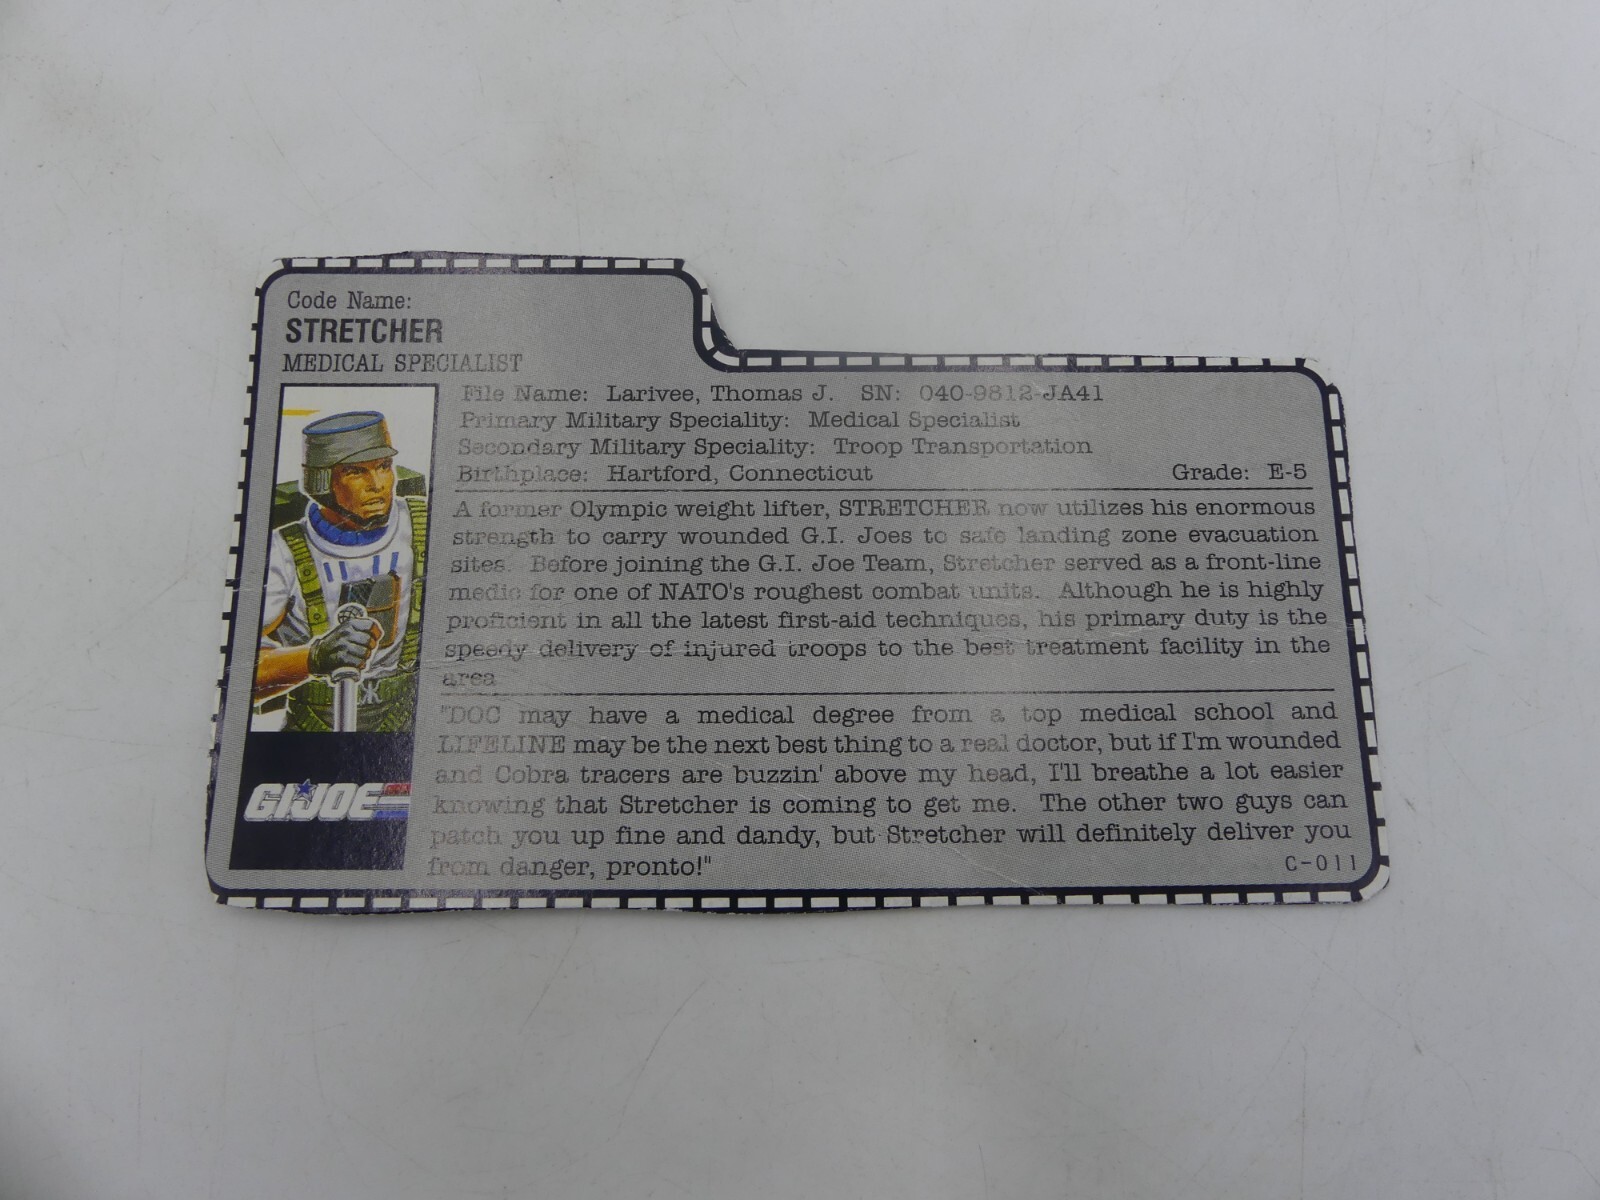 Code Name:
STRETCHER
MEDICAL SPECIALIST
File Name: Larivee, Thomas J. SN: 040-9812-JA41
Primary Military Speciality: Medical Specialist
Secondary Military Speciality: Troop Transportation
Birthplace: Hartford, Connecticut Grade: E-5
A former Olympic weight lifter, STRETCHER now utilizes his enormous
strength to carry wounded G.I. Joes to safe landing zone evacuation
sites. Before joining the G.I. Joe Team, Stretcher served as a front-line
medic for one of NATO's roughest combat units. Although he is highly
proficient in all the latest first-aid techniques, his primary duty is the
speedy delivery of injured troops to the best treatment facility in the
area
"DOC may have a medical degree from a top medical school and
LIFELINE may be the next best thing to a real doctor, but if I'm wounded
and Cobra tracers are buzzin' above my head, I'll breathe a lot easier
knowing that Stretcher is coming to get me. The other two guys can
patch you up fine and dandy, but Stretcher will definitely deliver you
from danger, pronto!"
GI JOE
C-011